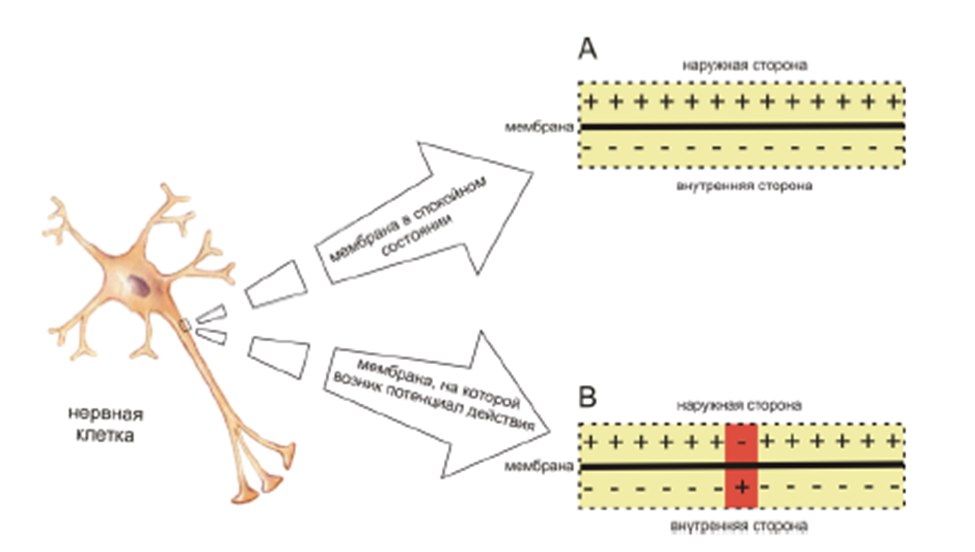 A
наружная сторона
+ + + + + + + + + + + + +
мембрана
- - - - - - - - - - - - -
внутренняя сторона
мембрана в спокойном
состоянии
мембрана, на которой
возник потенциал действия
нервная
клетка
B
наружная сторона
+ + + + + + - + + + + + +
мембрана
- - - - - - + - - - - - -
внутренняя сторона